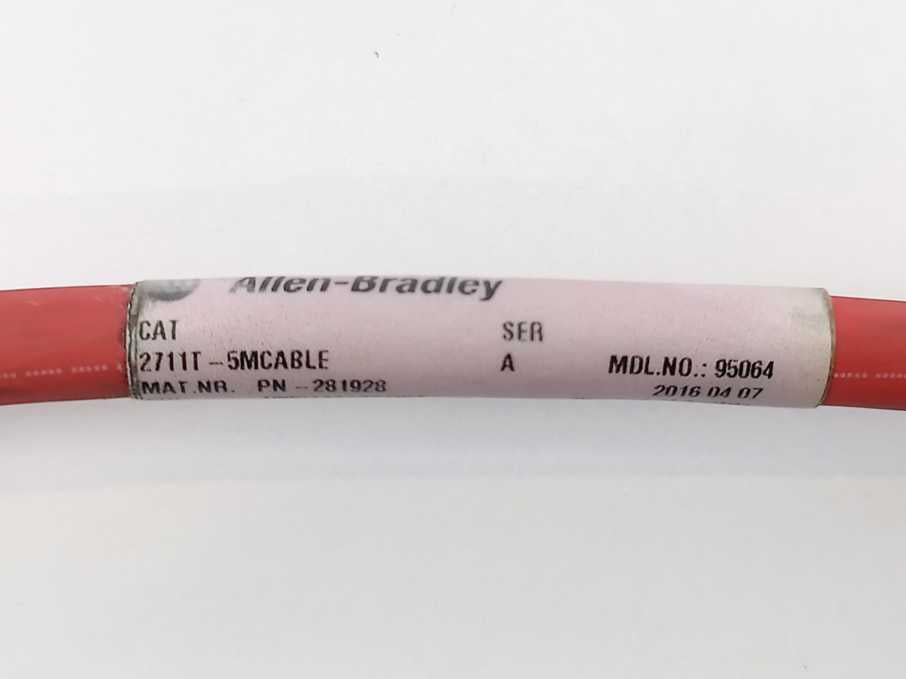 Allen-Bradley
CAT SER
2711T-5MCABLE A MDL.NO.: 95064
MAT.NR. PN-281928 2016 04 07